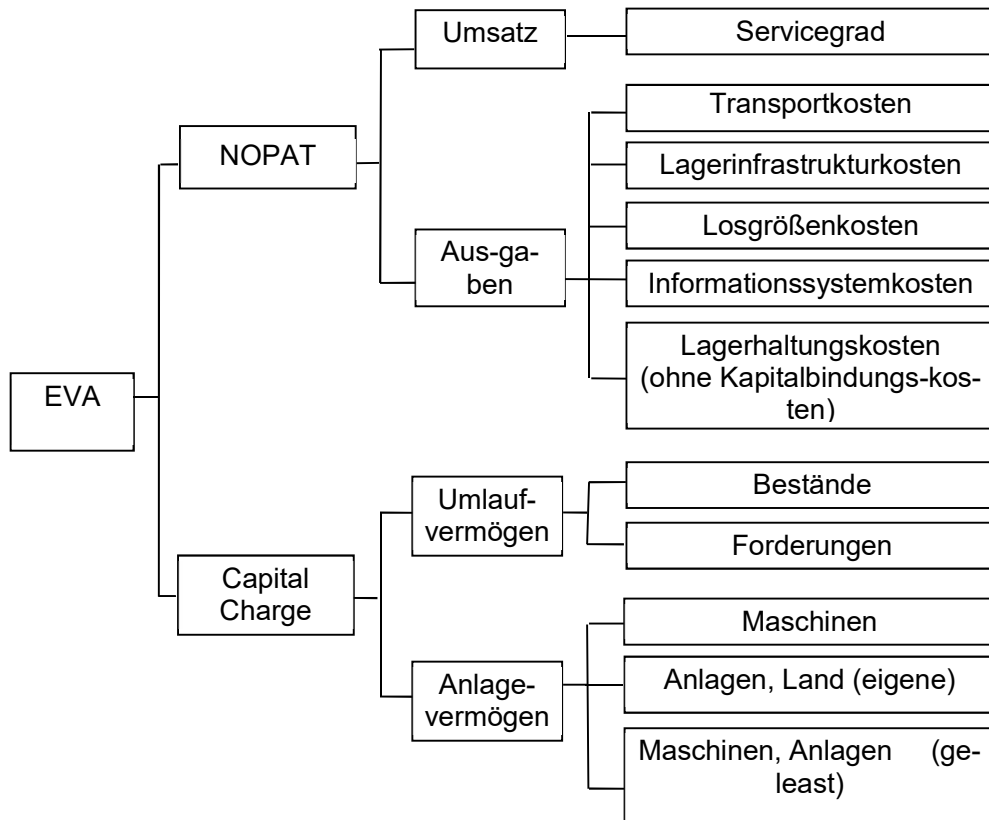 Umsatz
Servicegrad
Transportkosten
NOPAT
Lagerinfrastrukturkosten
Losgrößenkosten
Aus-ga-
ben
Informationssystemkosten
Lagerhaltungskosten
(ohne Kapitalbindungs-kos-
ten)
EVA
Umlauf-
vermögen
Bestände
Forderungen
Capital
Charge
Maschinen
Anlage-
vermögen
Anlagen, Land (eigene)
Maschinen, Anlagen (ge-
least)